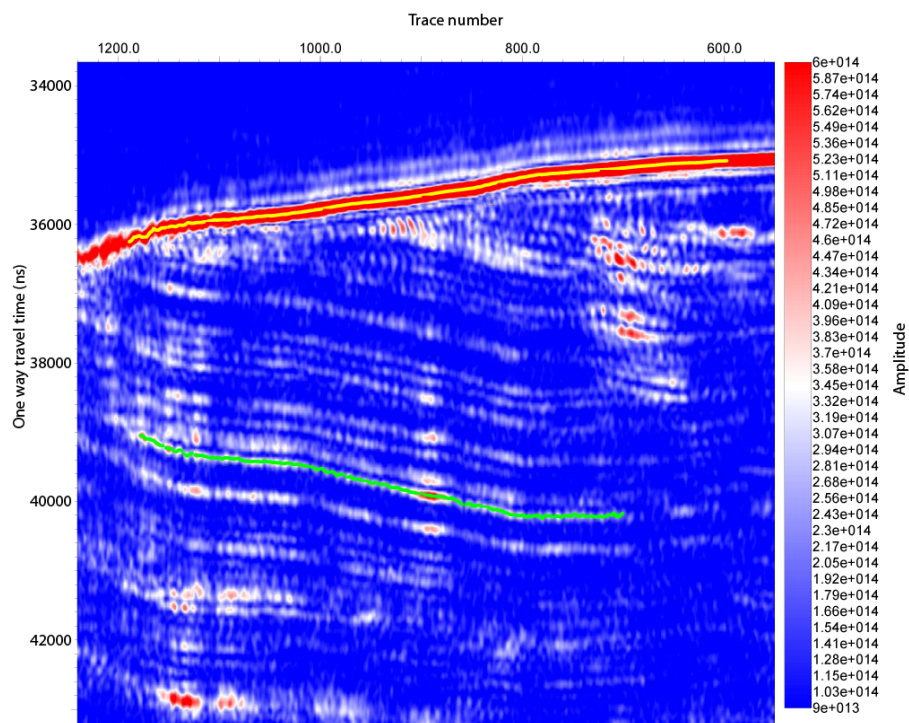 Trace number
1200.0 1000.0 800.0 600.0
One way travel time (ns)
34000
36000
38000
40000
42000
6e+014
5.87e+014
5.74e+014
5.62e+014
5.49e+014
5.36e+014
5.23e+014
5.11e+014
4.98e+014
4.85e+014
4.72e+014
4.6e+014
4.47e+014
4.34e+014
4.21e+014
4.09e+014
3.96e+014
3.83e+014
3.7e+014
3.58e+014
3.45e+014
3.32e+014
3.19e+014
3.07e+014
2.94e+014
2.81e+014
2.68e+014
2.56e+014
2.43e+014
2.3e+014
2.17e+014
2.05e+014
1.92e+014
1.79e+014
1.66e+014
1.54e+014
1.41e+014
1.28e+014
1.15e+014
1.03e+014
9e+013
Amplitude